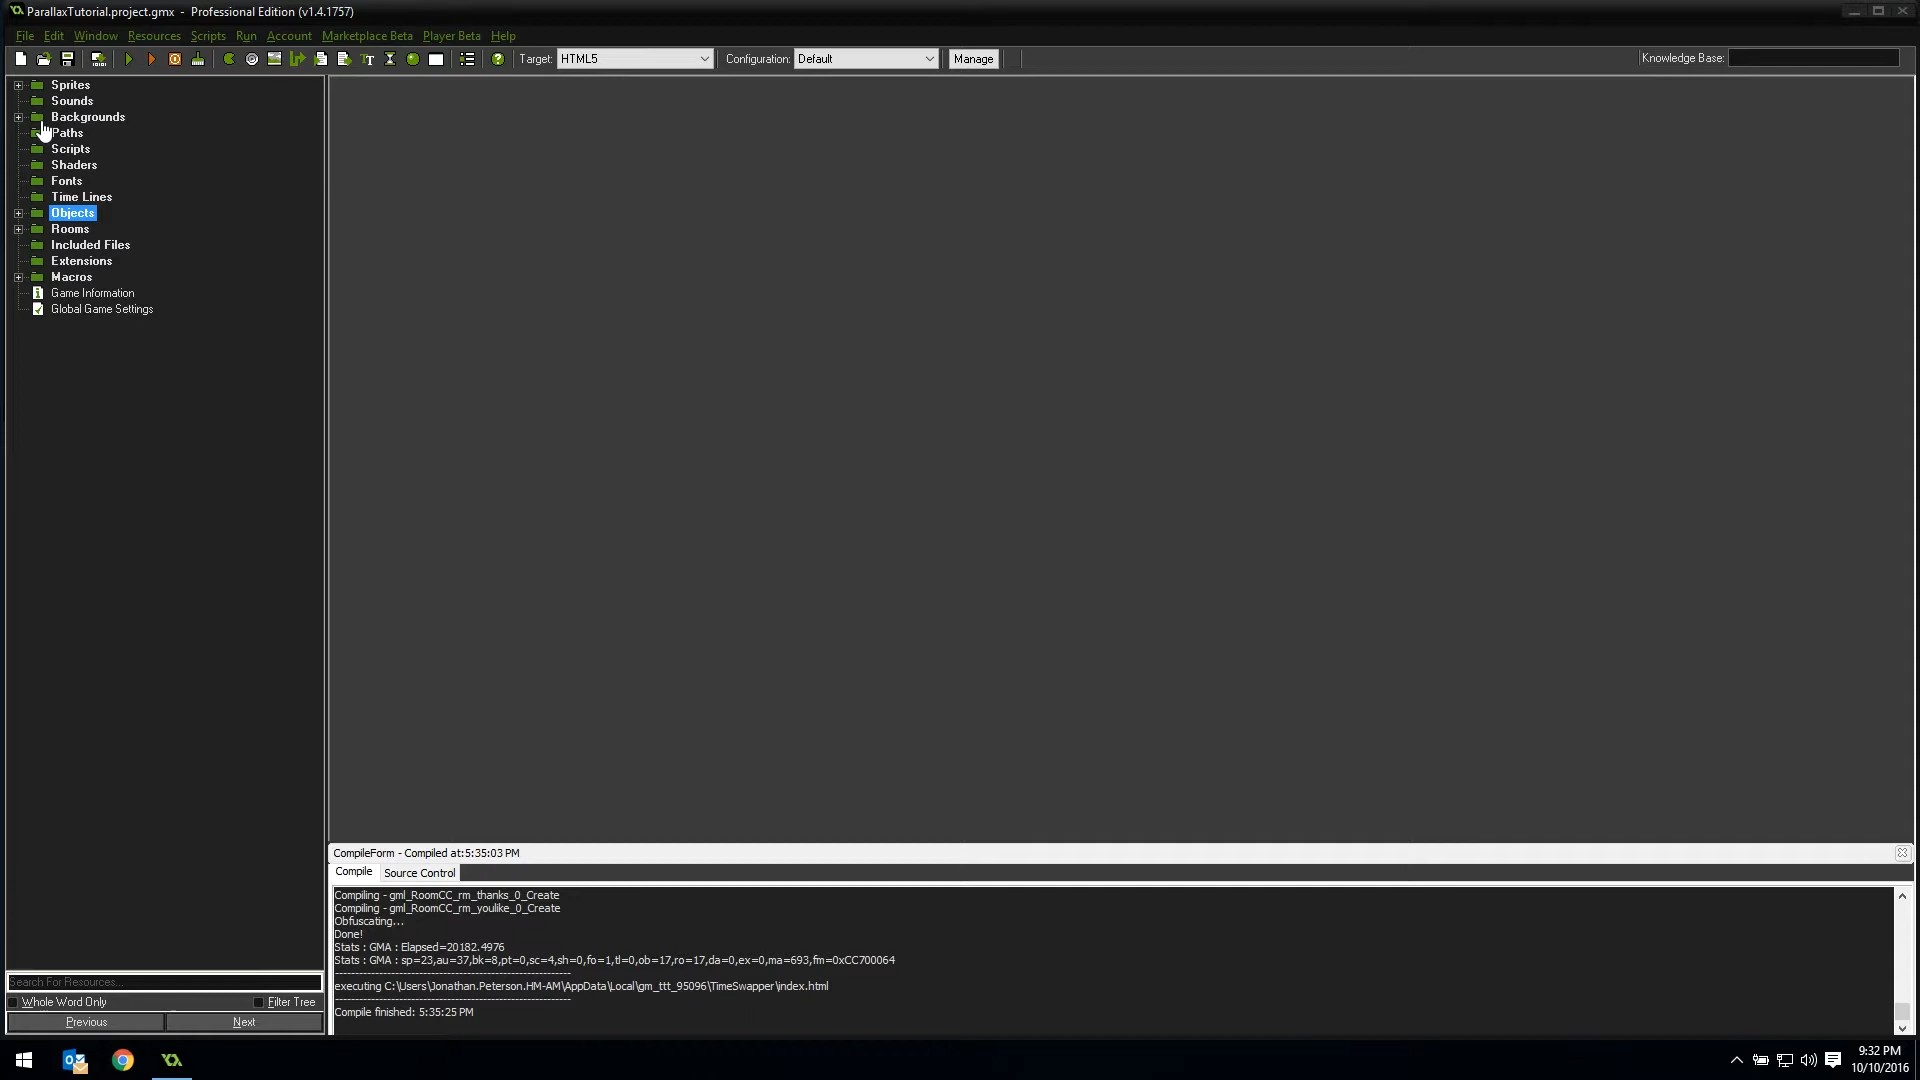 ParallaxTutorial.project.gmx - Professional Edition (v1.4.1757)
File Edit Window Resources Scripts Run Account Marketplace Beta Player Beta Help
Target: HTML5 Configuration: Default Manage Knowledge Base:
Sprites
Sounds
Backgrounds
Paths
Scripts
Shaders
Fonts
Time Lines
Objects
Rooms
Included Files
Extensions
Macros
Game Information
Global Game Settings
CompileForm - Compiled at:5:35:03 PM
Compile Source Control
Compiling - gml_RoomCC_rm_thanks_0_Create
Compiling - gml_RoomCC_rm_youlike_0_Create
Obfuscating...
Done!
Stats : GMA : Elapsed=20182.4976
Stats : GMA : sp=23,au=37,bk=8,pt=0,sc=4,sh=0,fo=1,tl=0,ob=17,ro=17,da=0,ex=0,ma=693,fm=0xCC700064
------------------------------------------------------------
executing C:\Users\Jonathan.Peterson.HM-AM\AppData\Local\gm_ttt_95096\TimeSwapper\index.html
------------------------------------------------------------
Compile finished: 5:35:25 PM
Search For Resources...
Whole Word Only Filter Tree
Previous Next
9:32 PM
10/10/2016